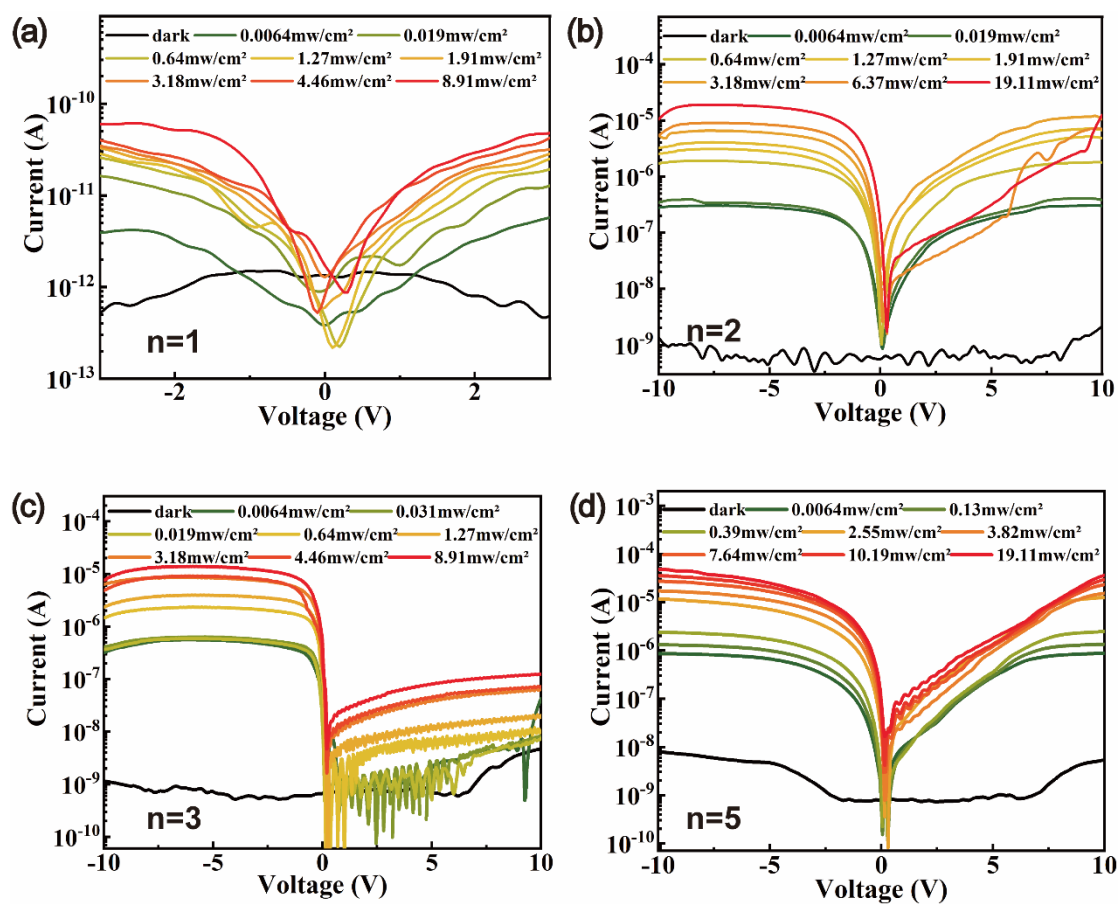 (a)
dark 0.0064mw/cm² 0.019mw/cm²
0.64mw/cm² 1.27mw/cm² 1.91mw/cm²
3.18mw/cm² 4.46mw/cm² 8.91mw/cm²
10⁻¹⁰
10⁻¹¹
10⁻¹²
10⁻¹³
Current (A)
n=1
-2 0 2
Voltage (V)
(b)
dark 0.0064mw/cm² 0.019mw/cm²
0.64mw/cm² 1.27mw/cm² 1.91mw/cm²
3.18mw/cm² 6.37mw/cm² 19.11mw/cm²
10⁻⁴
10⁻⁵
10⁻⁶
10⁻⁷
10⁻⁸
10⁻⁹
Current (A)
n=2
-10 -5 0 5 10
Voltage (V)
(c)
dark 0.0064mw/cm² 0.031mw/cm²
0.019mw/cm² 0.64mw/cm² 1.27mw/cm²
3.18mw/cm² 4.46mw/cm² 8.91mw/cm²
10⁻⁴
10⁻⁵
10⁻⁶
10⁻⁷
10⁻⁸
10⁻⁹
10⁻¹⁰
Current (A)
n=3
-10 -5 0 5 10
Voltage (V)
(d)
dark 0.0064mw/cm² 0.13mw/cm²
0.39mw/cm² 2.55mw/cm² 3.82mw/cm²
7.64mw/cm² 10.19mw/cm² 19.11mw/cm²
10⁻³
10⁻⁴
10⁻⁵
10⁻⁶
10⁻⁷
10⁻⁸
10⁻⁹
10⁻¹⁰
Current (A)
n=5
-10 -5 0 5 10
Voltage (V)